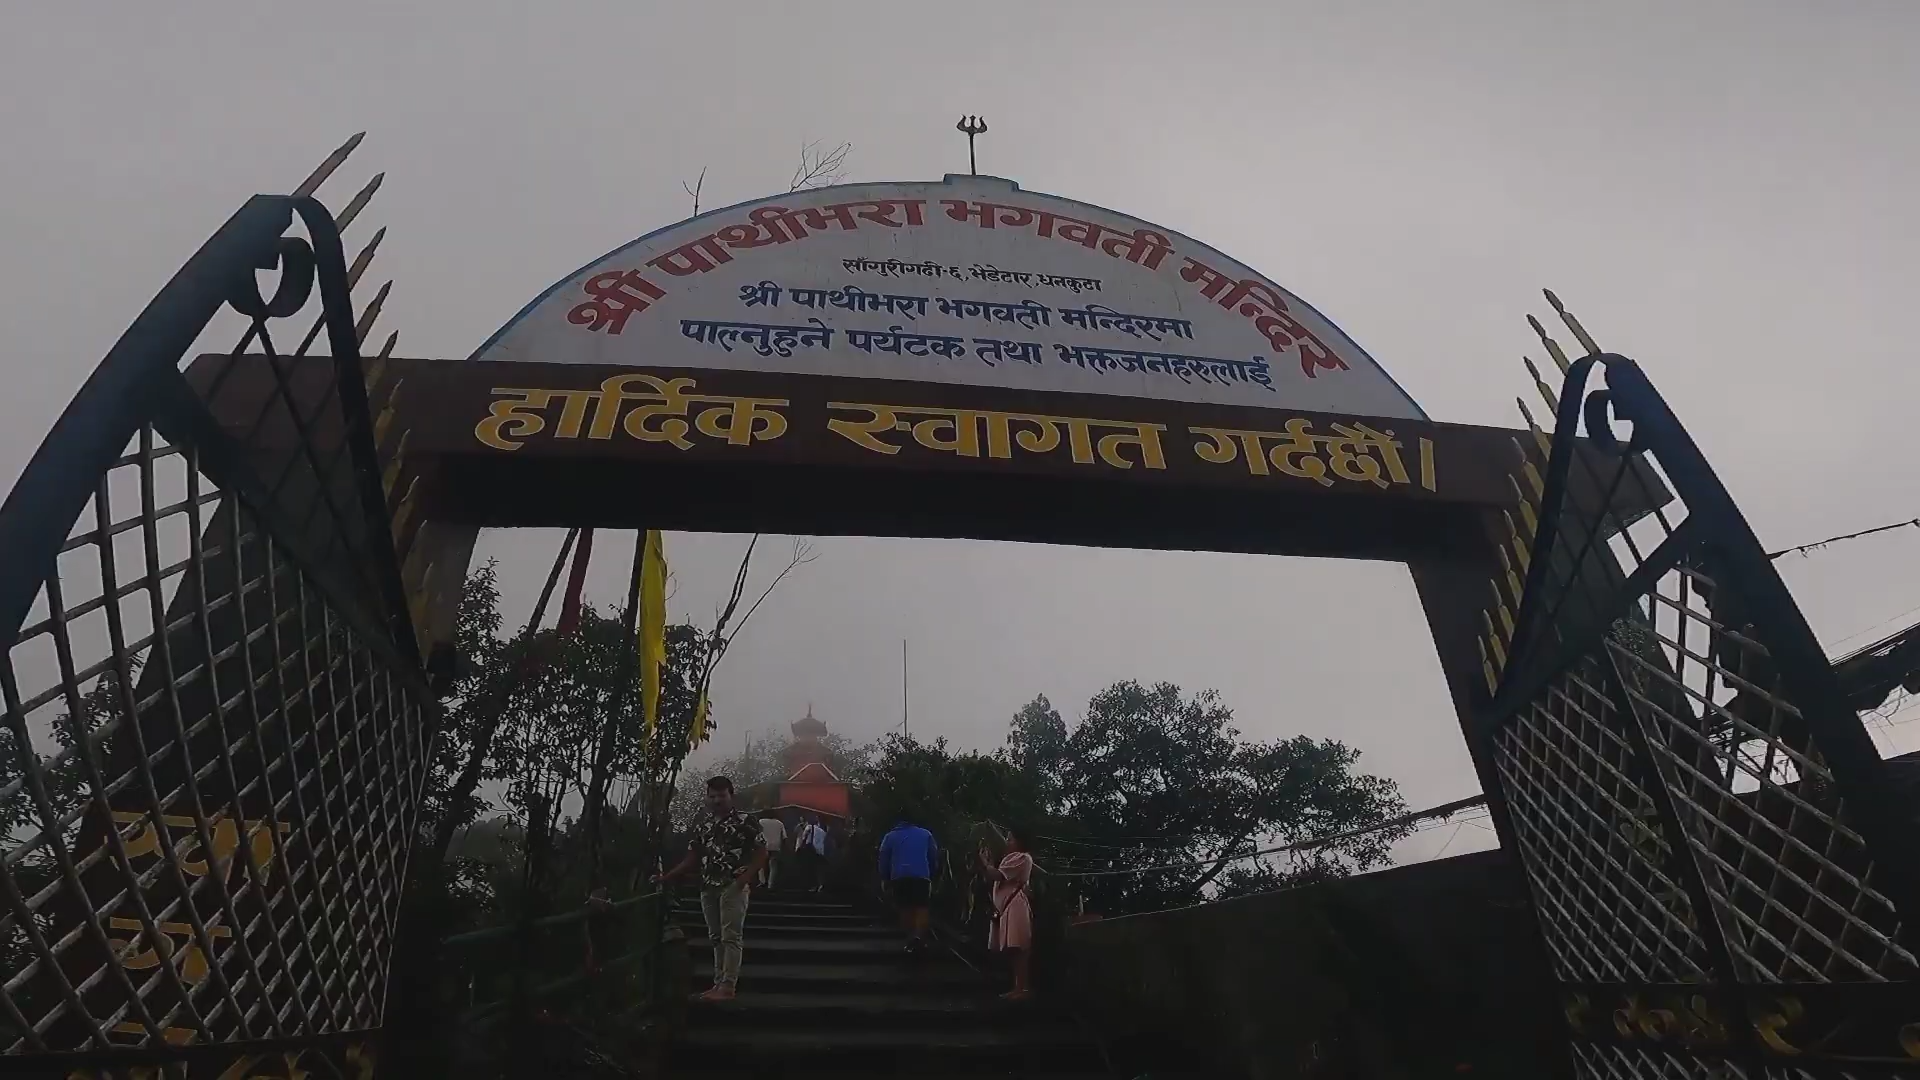 श्री पाथीभरा भगवती मन्दिर
साँगुरीगढी-६, भेडेटार, धनकुटा
श्री पाथीभरा भगवती मन्दिरमा
पाल्नुहुने पर्यटक तथा भक्तजनहरुलाई
हार्दिक स्वागत गर्दछौं।